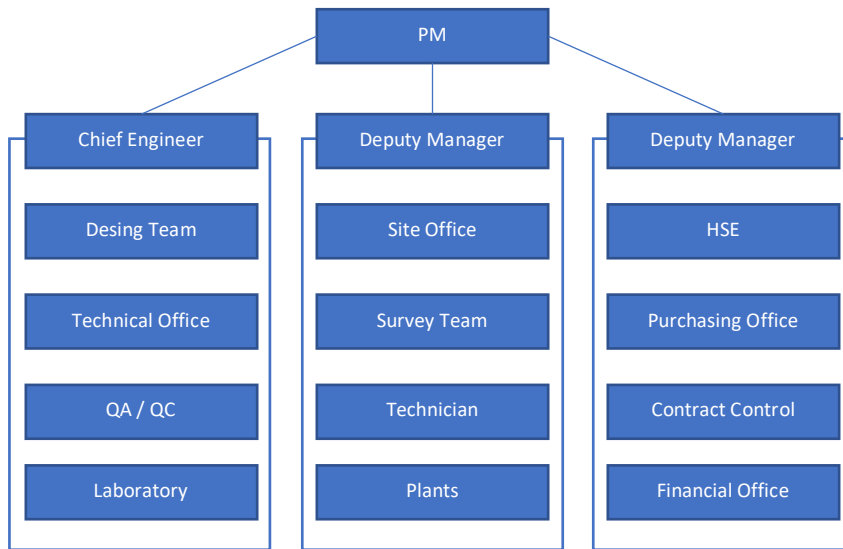 PM
Chief Engineer
Desing Team
Technical Office
QA / QC
Laboratory
Deputy Manager
Site Office
Survey Team
Technician
Plants
Deputy Manager
HSE
Purchasing Office
Contract Control
Financial Office